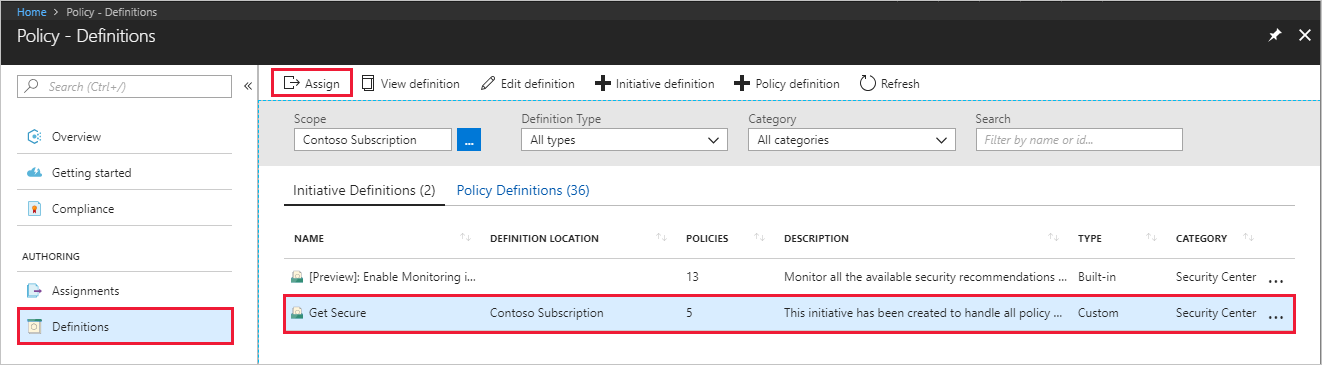 Home > Policy - Definitions
Policy - Definitions
Search (Ctrl+/)
Overview
Getting started
Compliance
AUTHORING
Assignments
Definitions
Assign View definition Edit definition Initiative definition Policy definition Refresh
Scope Definition Type Category Search
Contoso Subscription ... All types All categories Filter by name or id...
Initiative Definitions (2) Policy Definitions (36)
NAME DEFINITION LOCATION POLICIES DESCRIPTION TYPE CATEGORY
[Preview]: Enable Monitoring i... 13 Monitor all the available security recommendations ... Built-in Security Center ...
Get Secure Contoso Subscription 5 This initiative has been created to handle all policy ... Custom Security Center ...